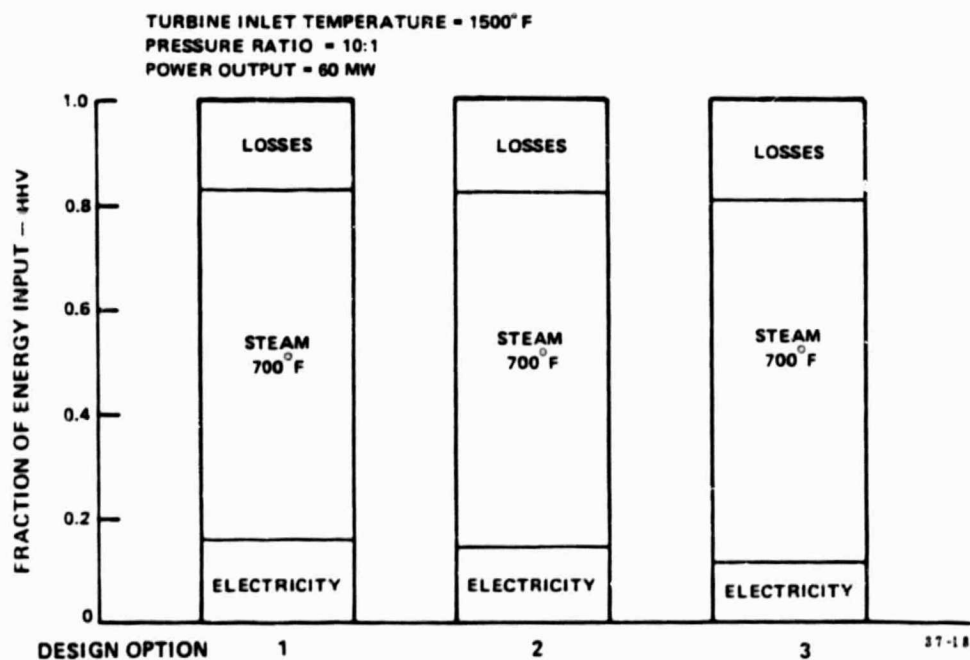 TURBINE INLET TEMPERATURE = 1500°F
PRESSURE RATIO = 10:1
POWER OUTPUT = 60 MW
FRACTION OF ENERGY INPUT – HHV
1.0
0.8
0.6
0.4
0.2
0
LOSSES
STEAM
700°F
ELECTRICITY
LOSSES
STEAM
700°F
ELECTRICITY
LOSSES
STEAM
700°F
ELECTRICITY
DESIGN OPTION 1 2 3
37-18